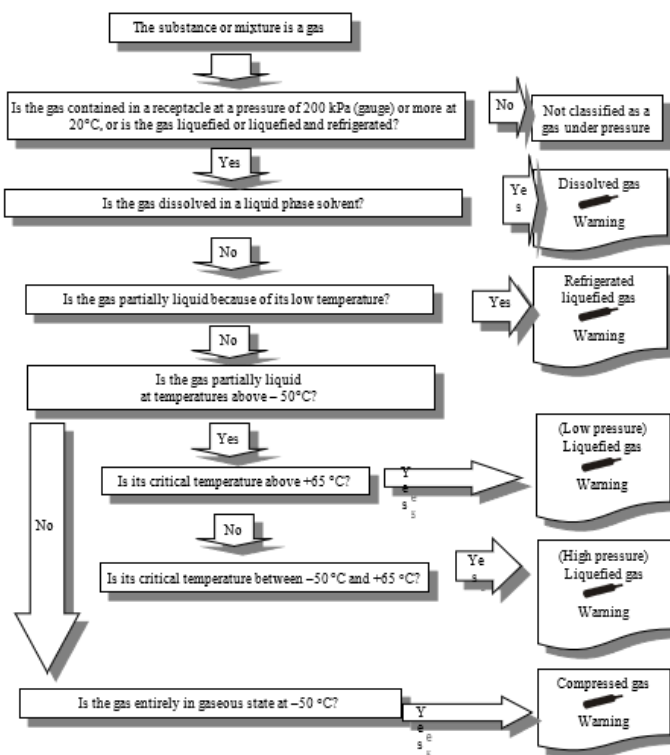 The substance or mixture is a gas
Is the gas contained in a receptacle at a pressure of 200 kPa (gauge) or more at
20°C, or is the gas liquefied or liquefied and refrigerated?
No
Not classified as a
gas under pressure
Yes
Is the gas dissolved in a liquid phase solvent?
Ye
s
Dissolved gas
Warning
No
Is the gas partially liquid because of its low temperature?
Yes
Refrigerated
liquefied gas
Warning
No
Is the gas partially liquid
at temperatures above – 50°C?
Yes
Is its critical temperature above +65 °C?
Y
e
s
(Low pressure)
Liquefied gas
Warning
No
No
Is its critical temperature between –50°C and +65 °C?
Ye
s
(High pressure)
Liquefied gas
Warning
Is the gas entirely in gaseous state at –50 °C?
Y
e
s
Compressed gas
Warning